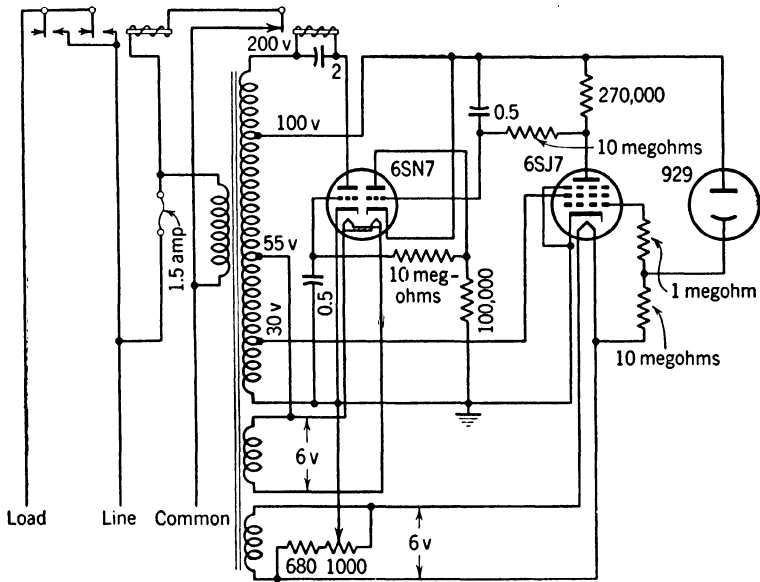 200 v
2
100 v
0.5
270,000
10 megohms
6SN7
6SJ7
929
1.5 amp
55 v
10 meg-
ohms
0.5
30 v
100,000
1 megohm
10 megohms
6 v
Load
Line
Common
680
1000
6 v